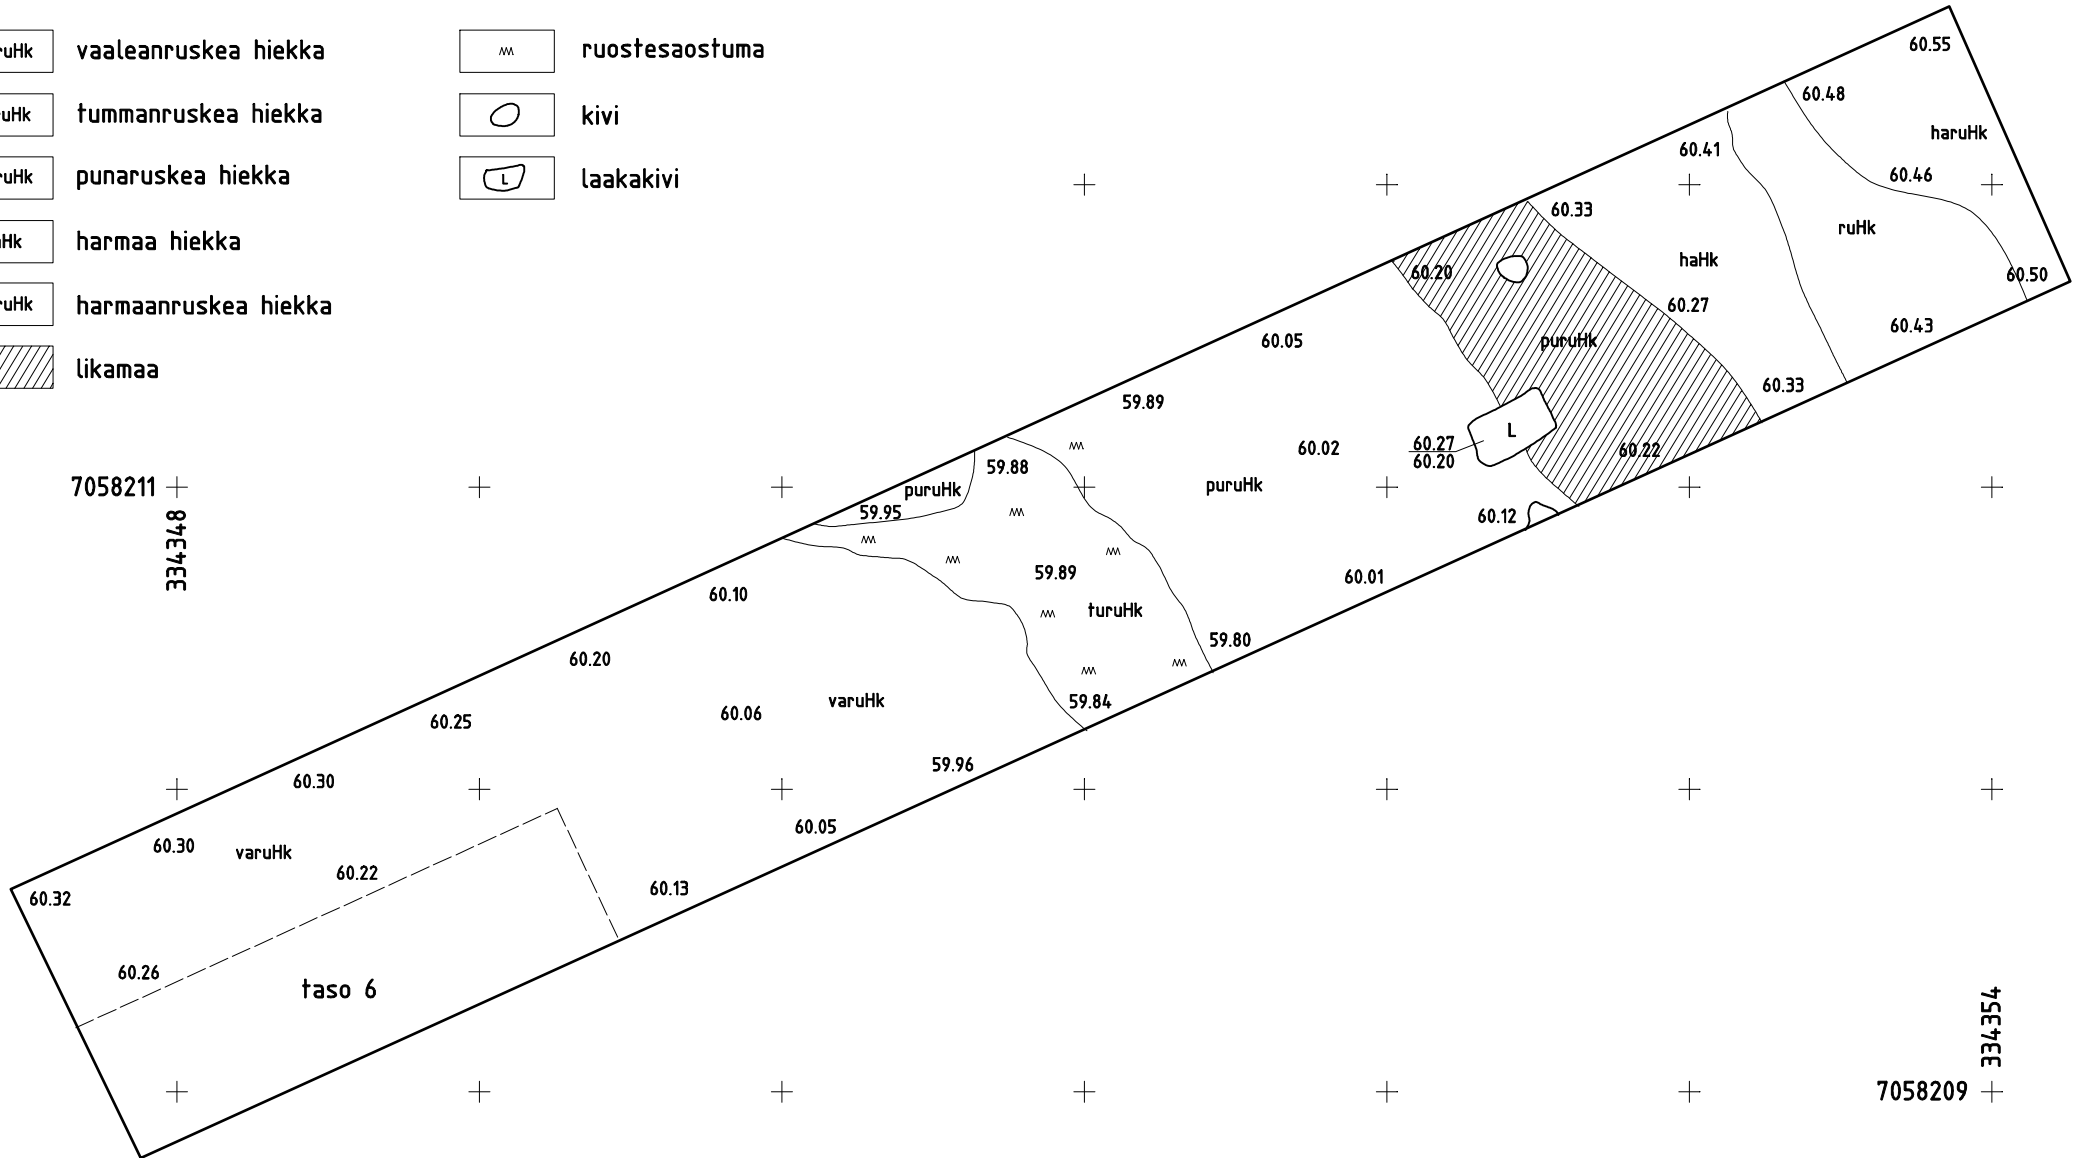 ruHk vaaleanruskea hiekka
uHk tummanruskea hiekka
ruHk punaruskea hiekka
Hk harmaa hiekka
ruHk harmaanruskea hiekka
likamaa
ruostesaostuma
kivi
L laakakivi
60.55
60.48
haruHk
60.41
60.46
60.33
ruHk
haHk
60.20
60.50
60.27
60.43
puruHk
60.05
60.33
59.89
L
60.02
60.27
60.20
60.22
59.88
puruHk
puruHk
7058211
59.95
60.12
334348
59.89
60.01
60.10
turuHk
59.80
60.20
varuHk
59.84
60.06
60.25
59.96
60.30
60.05
60.30
varuHk
60.22
60.13
60.32
60.26
taso 6
334354
7058209